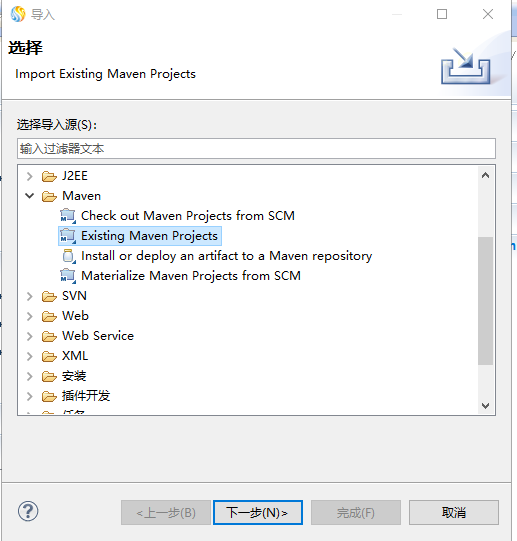 导入
选择
Import Existing Maven Projects
选择导入源(S):
输入过滤器文本
J2EE
Maven
Check out Maven Projects from SCM
Existing Maven Projects
Install or deploy an artifact to a Maven repository
Materialize Maven Projects from SCM
SVN
Web
Web Service
XML
安装
插件开发
任务
<上一步(B)
下一步(N)>
完成(F)
取消